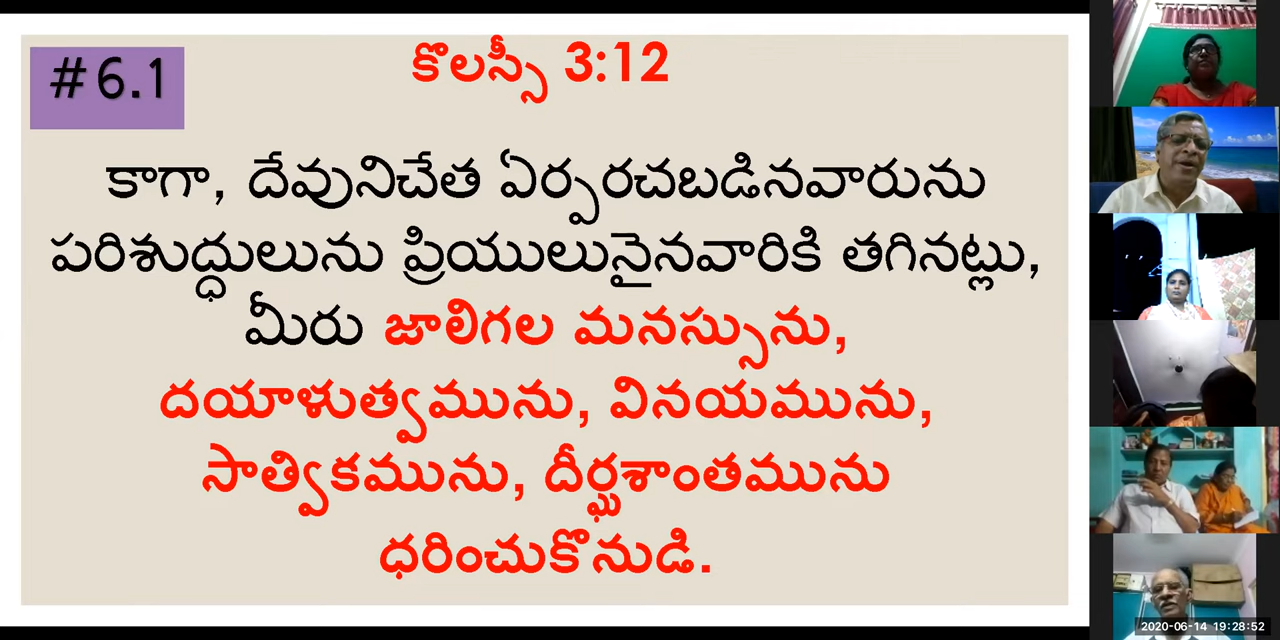 #6.1
కొలస్సీ 3:12
కాగా, దేవునిచేత ఏర్పరచబడినవారును
పరిశుద్ధులును ప్రియులునైనవారికి తగినట్లు,
మీరు జాలిగల మనస్సును,
దయాళుత్వమును, వినయమును,
సాత్వికమును, దీర్ఘశాంతమును
ధరించుకొనుడి.
2020-06-14 19:28:52